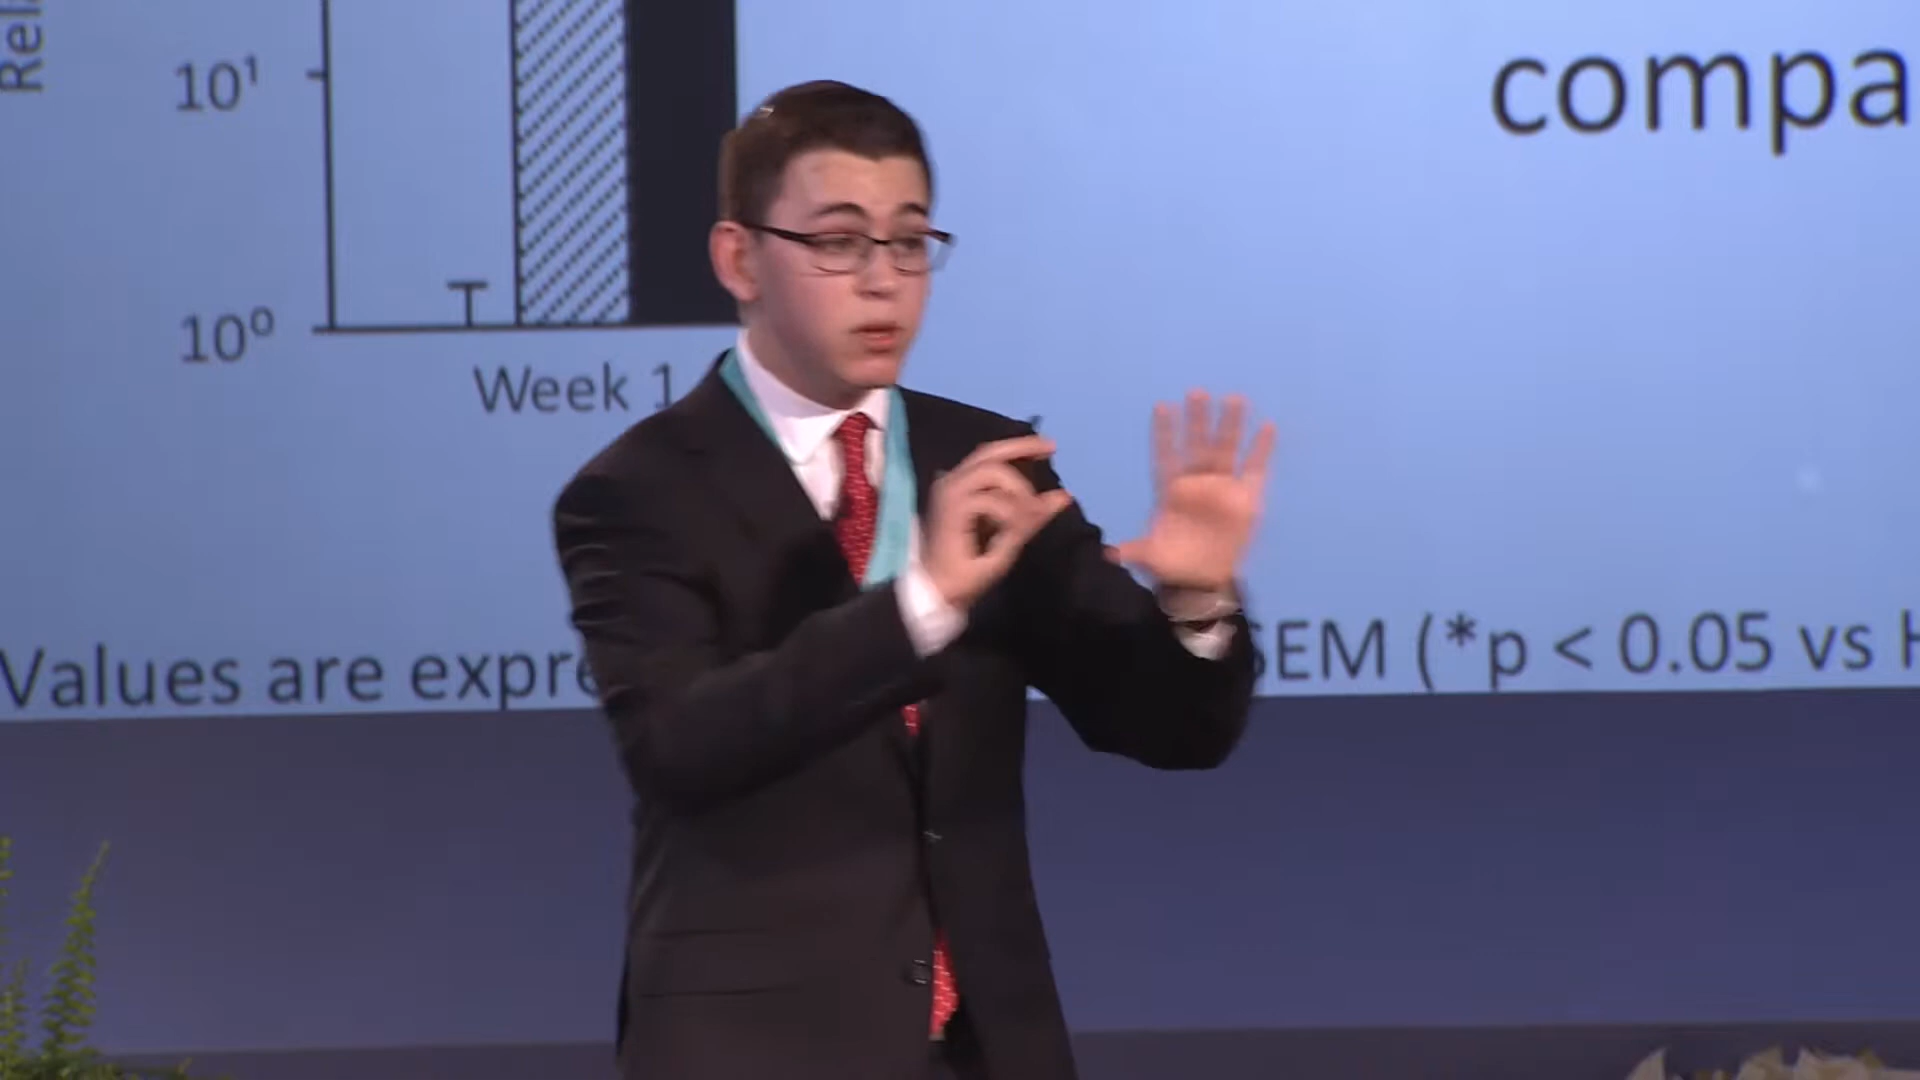 Rel
10¹
compa
10⁰
Week 1
Values are expre
SEM (*p < 0.05 vs H